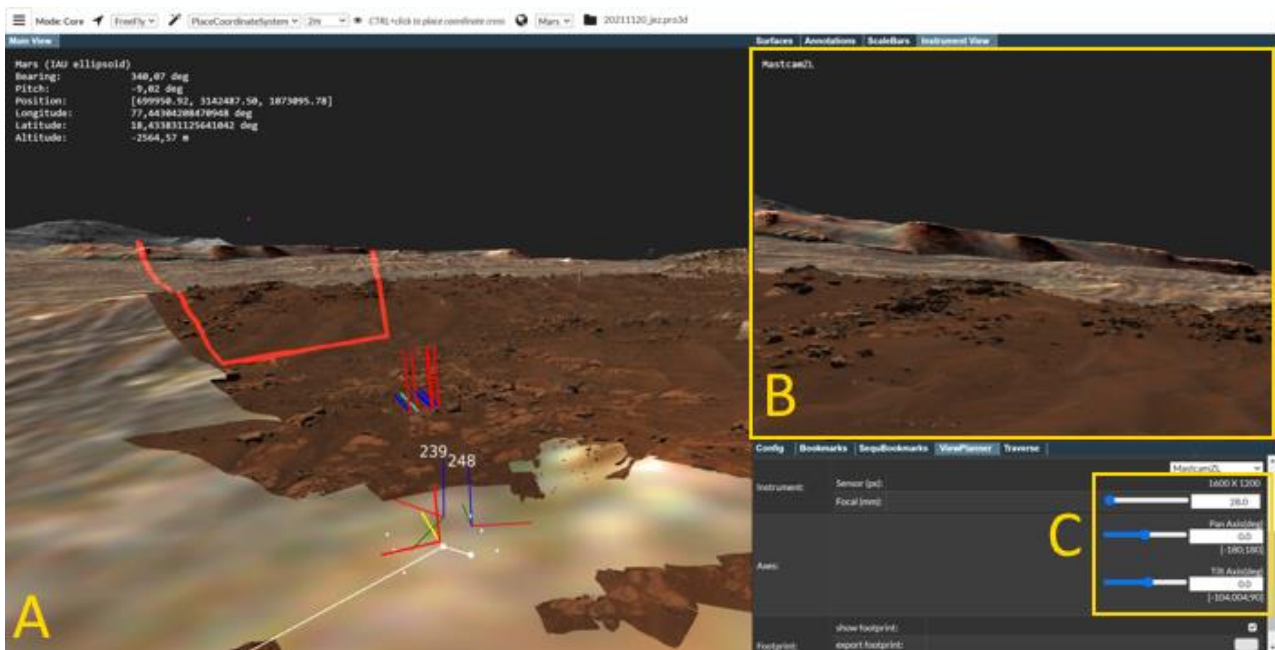 Mode: Core FreeFly PlaceCoordinateSystem 2m CTRL+click to place coordinate cross Mars 20211120_jez.pro3d
Main View
Mars (IAU ellipsoid)
Bearing: 340,07 deg
Pitch: -9,02 deg
Position: [699950.92, 3142487.50, 1073095.78]
Longitude: 77,44304208470948 deg
Latitude: 18,433831125641042 deg
Altitude: -2564,57 m
239
248
A
Surfaces Annotations ScaleBars Instrument View
MastcamZL
B
Config Bookmarks SequBookmarks ViewPlanner Traverse
MastcamZL
Instrument: Sensor (px): 1600 X 1200
Focal (mm): 28.0
C
Axes: Pan Axis(deg)
0.0
[-180;180]
Tilt Axis(deg)
0.0
[-104.004;90]
Footprint: show footprint:
export footprint: